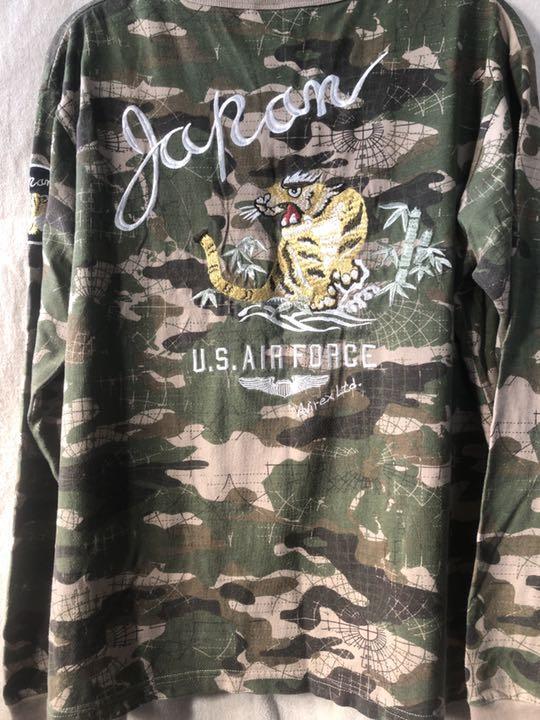 Japan
U.S. AIR FORCE
Avirex Ltd.